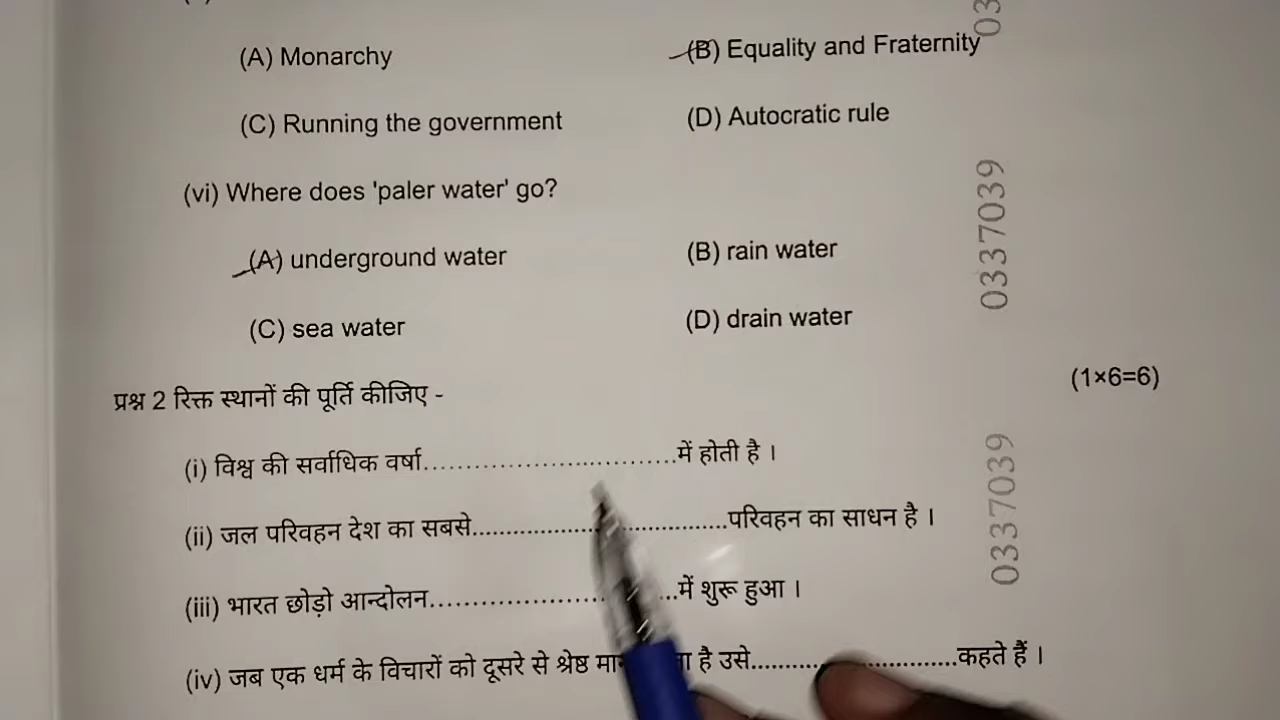 (A) Monarchy (B) Equality and Fraternity
(C) Running the government (D) Autocratic rule
(vi) Where does 'paler water' go?
(A) underground water (B) rain water
(C) sea water (D) drain water
प्रश्न 2 रिक्त स्थानों की पूर्ति कीजिए - (1×6=6)
(i) विश्व की सर्वाधिक वर्षा..............................में होती है ।
(ii) जल परिवहन देश का सबसे..............................परिवहन का साधन है ।
(iii) भारत छोड़ो आन्दोलन..............................में शुरू हुआ ।
(iv) जब एक धर्म के विचारों को दूसरे से श्रेष्ठ है उसे..............................कहते हैं ।
03
0337039
0337039